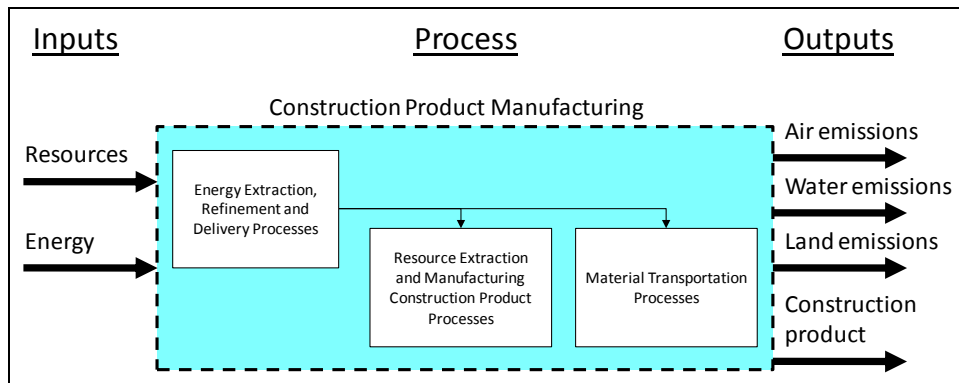 Inputs
Process
Outputs
Construction Product Manufacturing
Resources
Energy
Energy Extraction,
Refinement and
Delivery Processes
Resource Extraction
and Manufacturing
Construction Product
Processes
Material Transportation
Processes
Air emissions
Water emissions
Land emissions
Construction
product